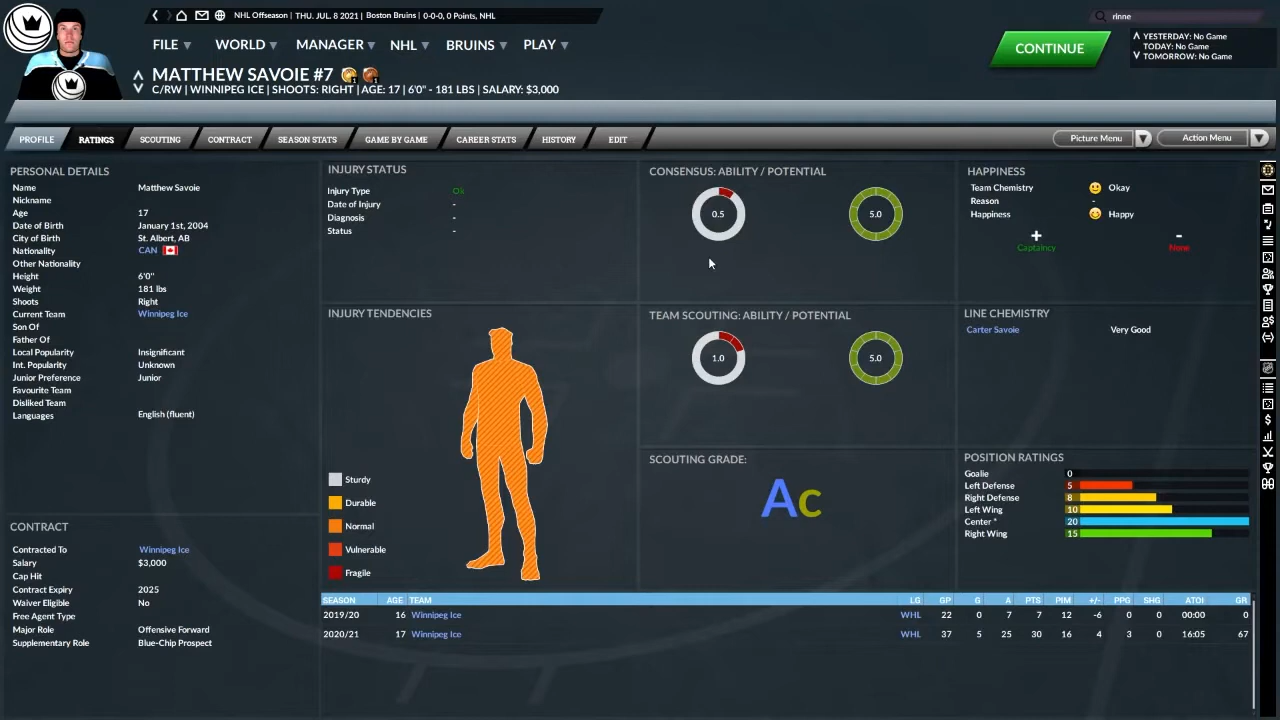 NHL Offseason | THU. JUL. 8 2021 | Boston Bruins | 0-0-0, 0 Points, NHL
rinne
FILE WORLD MANAGER NHL BRUINS PLAY
CONTINUE
YESTERDAY: No Game
TODAY: No Game
TOMORROW: No Game
MATTHEW SAVOIE #7
C/RW | WINNIPEG ICE | SHOOTS: RIGHT | AGE: 17 | 6'0" - 181 LBS | SALARY: $3,000
PROFILE RATINGS SCOUTING CONTRACT SEASON STATS GAME BY GAME CAREER STATS HISTORY EDIT
Picture Menu Action Menu
PERSONAL DETAILS
Name Matthew Savoie
Nickname
Age 17
Date of Birth January 1st, 2004
City of Birth St. Albert, AB
Nationality CAN
Other Nationality
Height 6'0"
Weight 181 lbs
Shoots Right
Current Team Winnipeg Ice
Son Of
Father Of
Local Popularity Insignificant
Int. Popularity Unknown
Junior Preference Junior
Favourite Team
Disliked Team
Languages English (fluent)
CONTRACT
Contracted To Winnipeg Ice
Salary $3,000
Cap Hit
Contract Expiry 2025
Waiver Eligible No
Free Agent Type
Major Role Offensive Forward
Supplementary Role Blue-Chip Prospect
INJURY STATUS
Injury Type Ok
Date of Injury -
Diagnosis -
Status -
INJURY TENDENCIES
Sturdy
Durable
Normal
Vulnerable
Fragile
CONSENSUS: ABILITY / POTENTIAL
0.5 5.0
TEAM SCOUTING: ABILITY / POTENTIAL
1.0 5.0
SCOUTING GRADE:
Ac
HAPPINESS
Team Chemistry Okay
Reason -
Happiness Happy
+ -
Captaincy None
LINE CHEMISTRY
Carter Savoie Very Good
POSITION RATINGS
Goalie 0
Left Defense 5
Right Defense 8
Left Wing 10
Center * 20
Right Wing 15
SEASON AGE TEAM LG GP G A PTS PIM +/- PPG SHG ATOI GR
2019/20 16 Winnipeg Ice WHL 22 0 7 7 12 -6 0 0 00:00 0
2020/21 17 Winnipeg Ice WHL 37 5 25 30 16 4 3 0 16:05 67